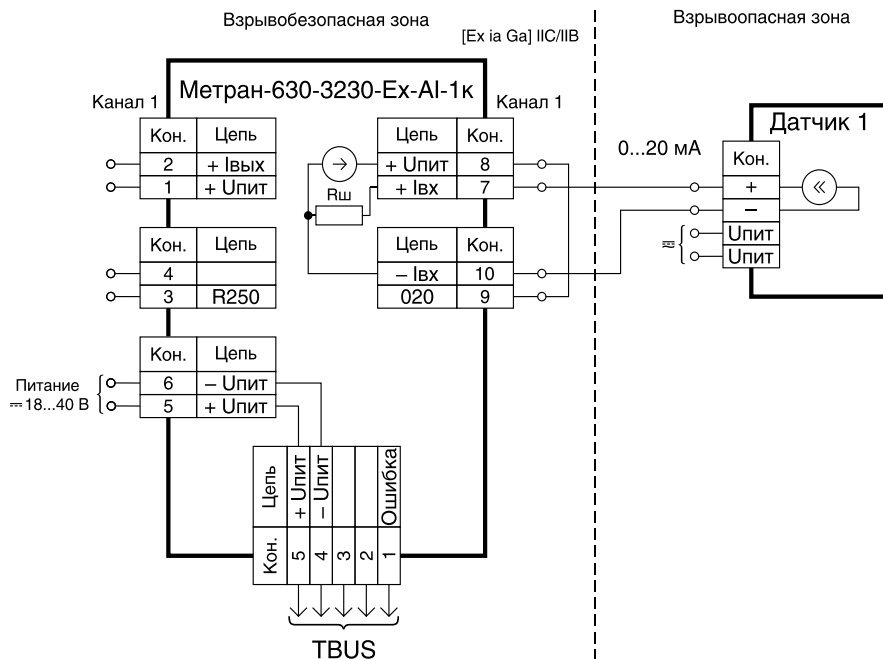 Взрывобезопасная зона
Взрывоопасная зона
[Ex ia Ga] IIC/IIB
Метран-630-3230-Ex-AI-1к
Канал 1
Канал 1
Кон. Цепь
2 + Iвых
1 + Uпит
Цепь Кон.
+ Uпит 8
+ Iвх 7
Rш
Кон. Цепь
4
3 R250
Цепь Кон.
– Iвх 10
020 9
Кон. Цепь
6 – Uпит
5 + Uпит
Питание
18...40 В
Цепь + Uпит – Uпит Ошибка
Кон. 5 4 3 2 1
TBUS
0...20 мА
Датчик 1
Кон.
+
–
Uпит
Uпит